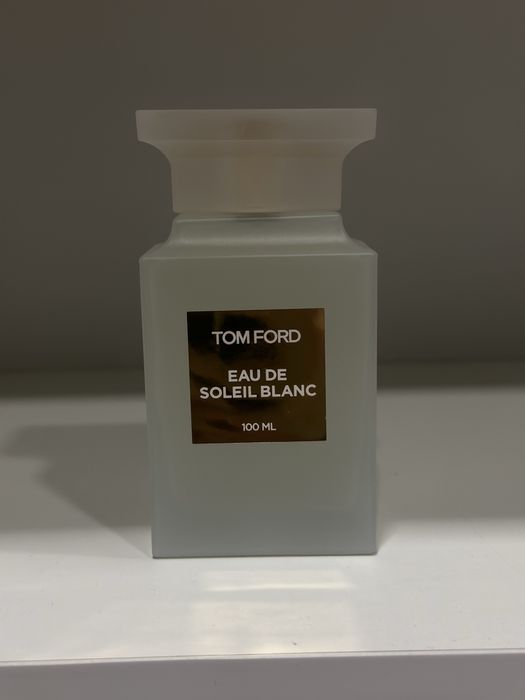 TOM FORD
EAU DE
SOLEIL BLANC
100 ML